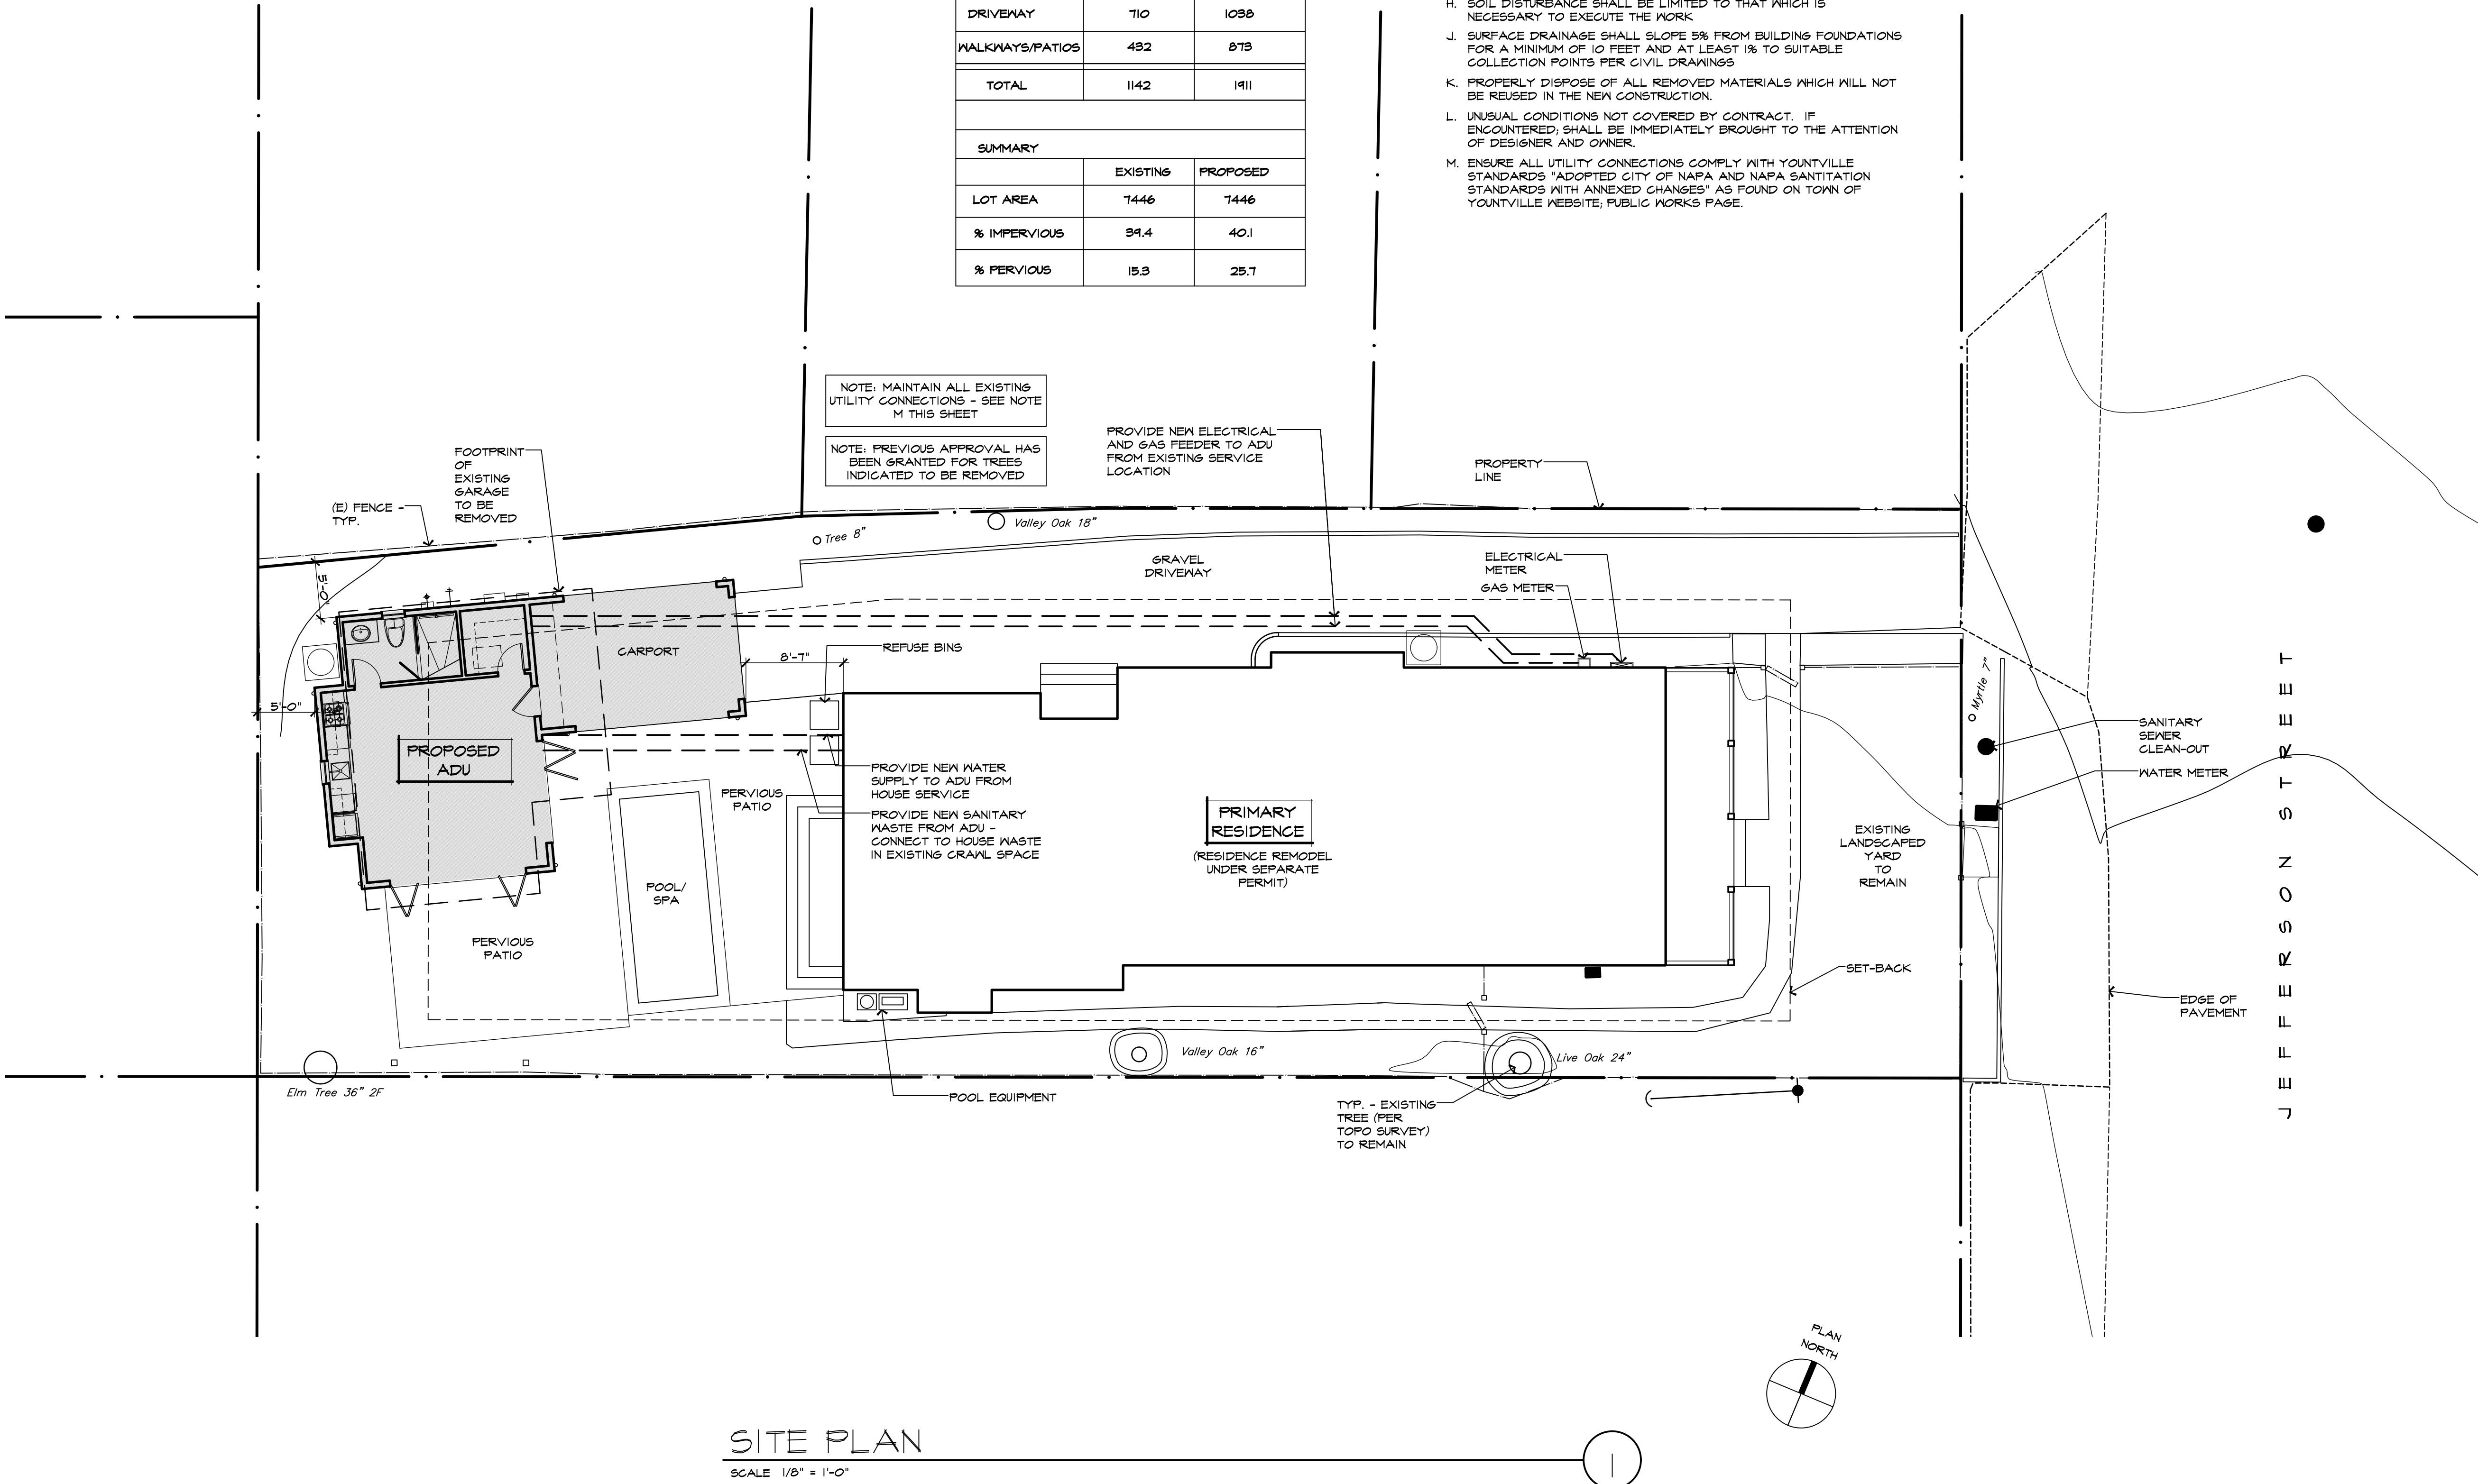 DRIVEWAY 710 1038
WALKWAYS/PATIOS 432 873
TOTAL 1142 1911
SUMMARY
EXISTING PROPOSED
LOT AREA 7446 7446
% IMPERVIOUS 39.4 40.1
% PERVIOUS 15.3 25.7
H. SOIL DISTURBANCE SHALL BE LIMITED TO THAT WHICH IS
NECESSARY TO EXECUTE THE WORK
J. SURFACE DRAINAGE SHALL SLOPE 5% FROM BUILDING FOUNDATIONS
FOR A MINIMUM OF 10 FEET AND AT LEAST 1% TO SUITABLE
COLLECTION POINTS PER CIVIL DRAWINGS
K. PROPERLY DISPOSE OF ALL REMOVED MATERIALS WHICH WILL NOT
BE REUSED IN THE NEW CONSTRUCTION.
L. UNUSUAL CONDITIONS NOT COVERED BY CONTRACT. IF
ENCOUNTERED; SHALL BE IMMEDIATELY BROUGHT TO THE ATTENTION
OF DESIGNER AND OWNER.
M. ENSURE ALL UTILITY CONNECTIONS COMPLY WITH YOUNTVILLE
STANDARDS "ADOPTED CITY OF NAPA AND NAPA SANTITATION
STANDARDS WITH ANNEXED CHANGES" AS FOUND ON TOWN OF
YOUNTVILLE WEBSITE; PUBLIC WORKS PAGE.
NOTE: MAINTAIN ALL EXISTING
UTILITY CONNECTIONS - SEE NOTE
M THIS SHEET
NOTE: PREVIOUS APPROVAL HAS
BEEN GRANTED FOR TREES
INDICATED TO BE REMOVED
PROVIDE NEW ELECTRICAL
AND GAS FEEDER TO ADU
FROM EXISTING SERVICE
LOCATION
PROPERTY
LINE
FOOTPRINT
OF
EXISTING
GARAGE
TO BE
REMOVED
(E) FENCE -
TYP.
Tree 8"
Valley Oak 18"
GRAVEL
DRIVEWAY
ELECTRICAL
METER
GAS METER
5'-0"
5'-0"
CARPORT
8'-7"
REFUSE BINS
PROPOSED
ADU
PERVIOUS
PATIO
PROVIDE NEW WATER
SUPPLY TO ADU FROM
HOUSE SERVICE
PROVIDE NEW SANITARY
WASTE FROM ADU -
CONNECT TO HOUSE WASTE
IN EXISTING CRAWL SPACE
PRIMARY
RESIDENCE
(RESIDENCE REMODEL
UNDER SEPARATE
PERMIT)
EXISTING
LANDSCAPED
YARD
TO
REMAIN
Myrtle 7"
SANITARY
SEWER
CLEAN-OUT
WATER METER
JEFFERSON STREET
POOL/
SPA
PERVIOUS
PATIO
SET-BACK
EDGE OF
PAVEMENT
Elm Tree 36" 2F
POOL EQUIPMENT
Valley Oak 16"
Live Oak 24"
TYP. - EXISTING
TREE (PER
TOPO SURVEY)
TO REMAIN
PLAN
NORTH
SITE PLAN
SCALE 1/8" = 1'-0"
1